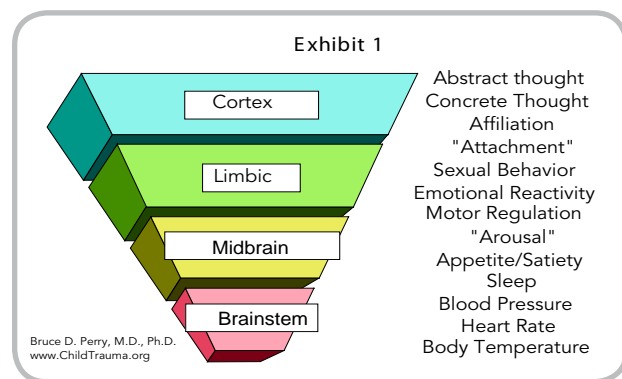 Exhibit 1
Cortex
Limbic
Midbrain
Brainstem
Abstract thought
Concrete Thought
Affiliation
"Attachment"
Sexual Behavior
Emotional Reactivity
Motor Regulation
"Arousal"
Appetite/Satiety
Sleep
Blood Pressure
Heart Rate
Body Temperature
Bruce D. Perry, M.D., Ph.D.
www.ChildTrauma.org